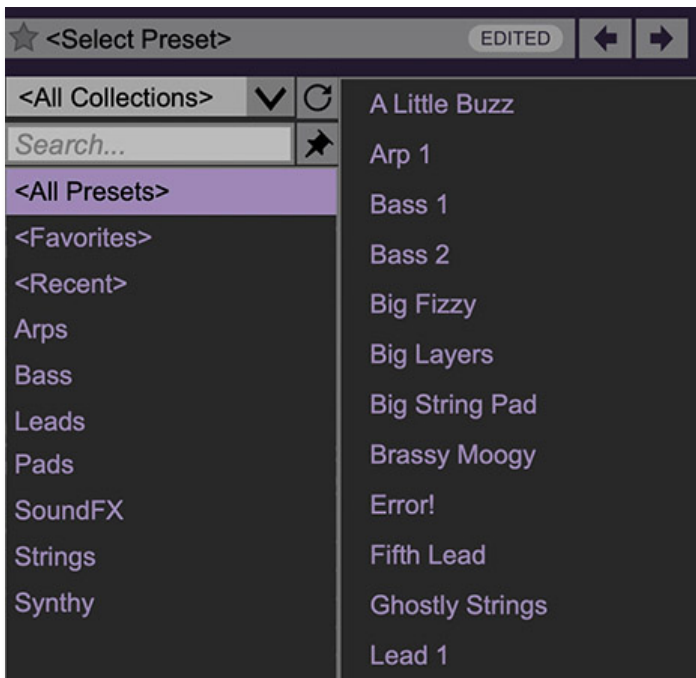 <Select Preset> EDITED
<All Collections>
Search...
<All Presets>
<Favorites>
<Recent>
Arps
Bass
Leads
Pads
SoundFX
Strings
Synthy
A Little Buzz
Arp 1
Bass 1
Bass 2
Big Fizzy
Big Layers
Big String Pad
Brassy Moogy
Error!
Fifth Lead
Ghostly Strings
Lead 1